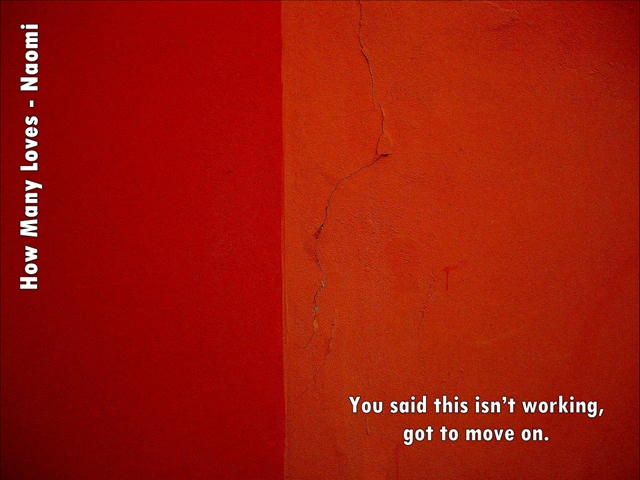 How Many Loves - Naomi
You said this isn’t working,
got to move on.